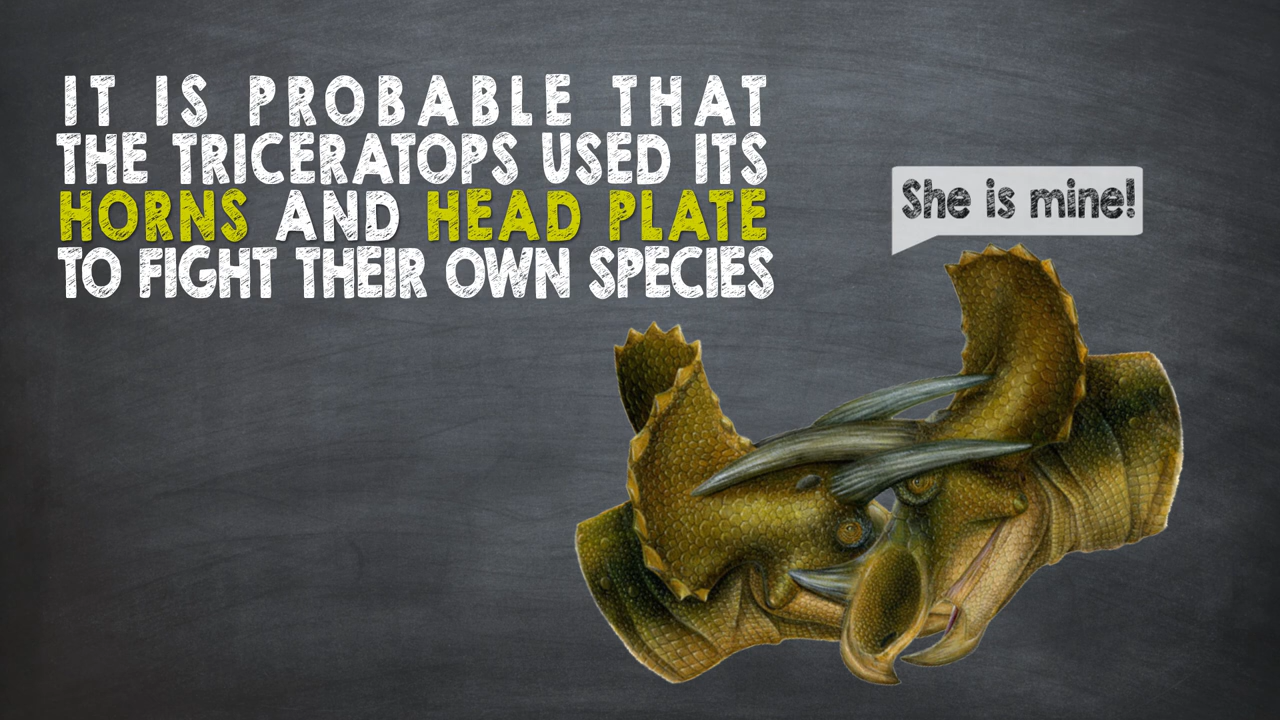 IT IS PROBABLE THAT
THE TRICERATOPS USED ITS
HORNS AND HEAD PLATE
TO FIGHT THEIR OWN SPECIES
She is mine!